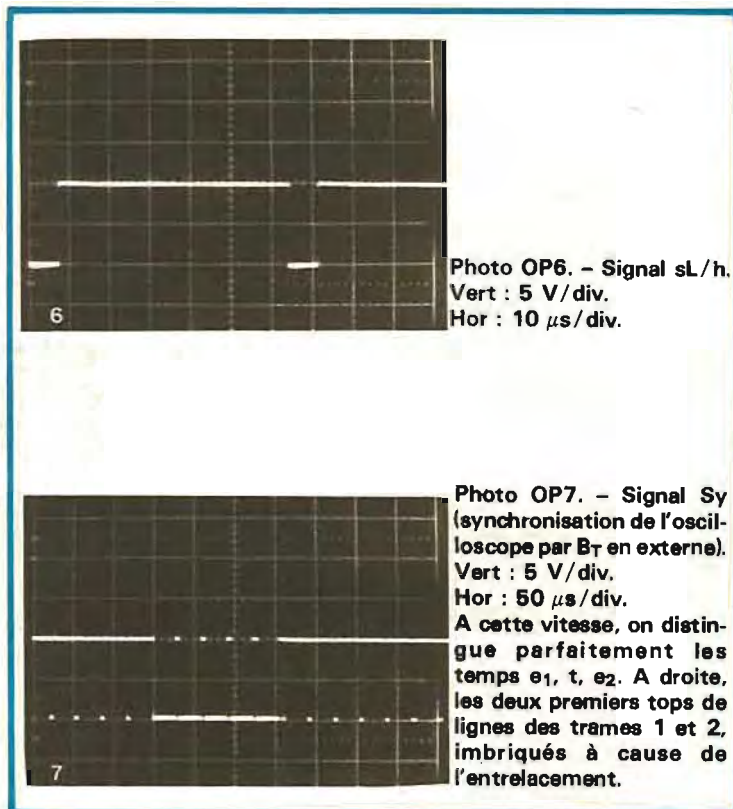 6
Photo OP6. – Signal sL/h.
Vert : 5 V/div.
Hor : 10 µs/div.
7
Photo OP7. – Signal Sy
(synchronisation de l'oscil-
loscope par BT en externe).
Vert : 5 V/div.
Hor : 50 µs/div.
A cette vitesse, on distin-
gue parfaitement les
temps e1, t, e2. A droite,
les deux premiers tops de
lignes des trames 1 et 2,
imbriqués à cause de
l'entrelacement.